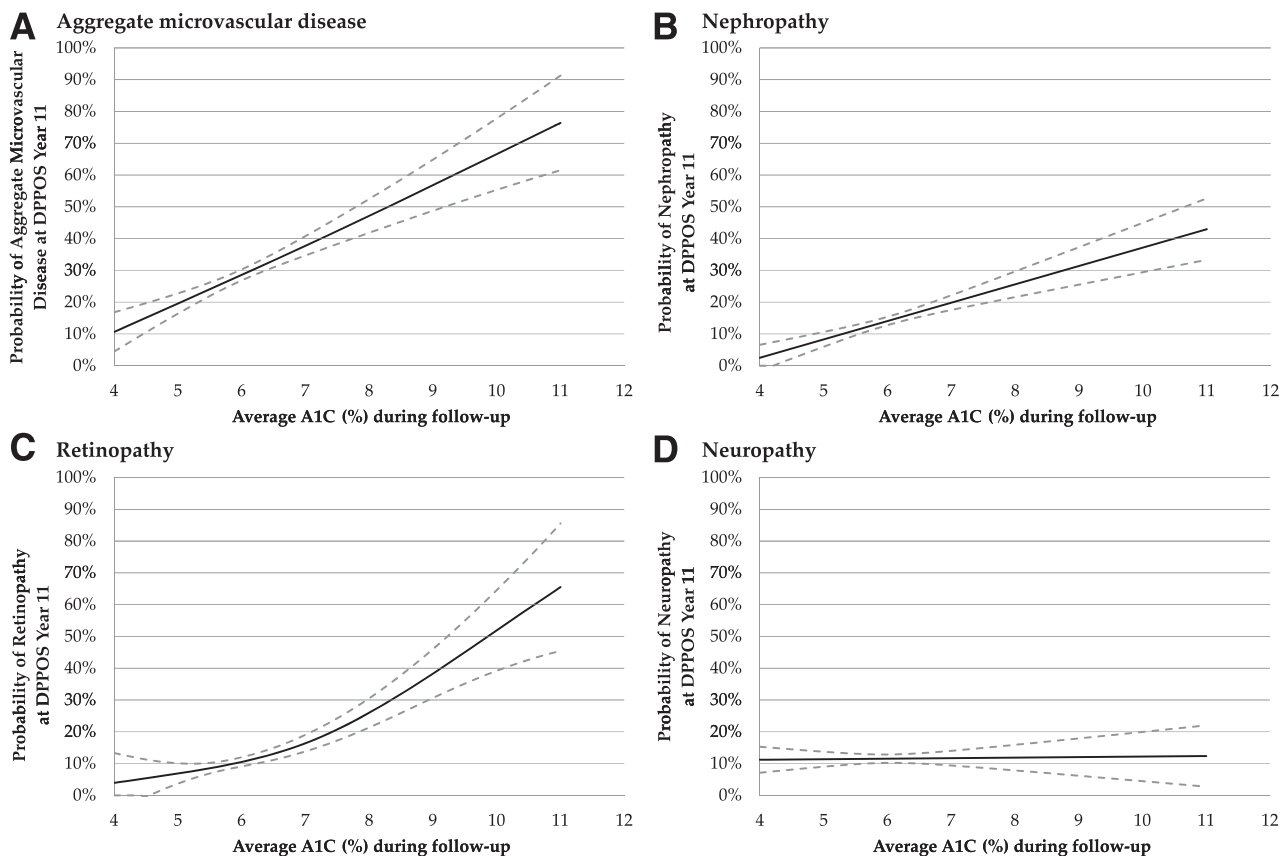 A Aggregate microvascular disease
100%
90%
80%
70%
60%
50%
40%
30%
20%
10%
0%
Probability of Aggregate Microvascular
Disease at DPPOS Year 11
4 5 6 7 8 9 10 11 12
Average A1C (%) during follow-up
B Nephropathy
100%
90%
80%
70%
60%
50%
40%
30%
20%
10%
0%
Probability of Nephropathy
at DPPOS Year 11
4 5 6 7 8 9 10 11 12
Average A1C (%) during follow-up
C Retinopathy
100%
90%
80%
70%
60%
50%
40%
30%
20%
10%
0%
Probability of Retinopathy
at DPPOS Year 11
4 5 6 7 8 9 10 11 12
Average A1C (%) during follow-up
D Neuropathy
100%
90%
80%
70%
60%
50%
40%
30%
20%
10%
0%
Probability of Neuropathy
at DPPOS Year 11
4 5 6 7 8 9 10 11 12
Average A1C (%) during follow-up